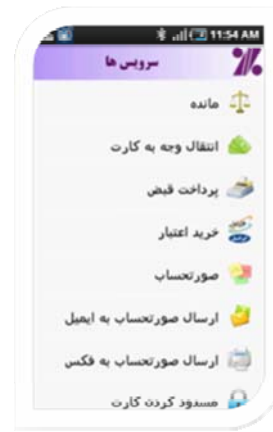 11:54 AM
سرویس ها
مانده
انتقال وجه به کارت
پرداخت قبض
خرید اعتبار
صورتحساب
ارسال صورتحساب به ایمیل
ارسال صورتحساب به فکس
مسدود کردن کارت